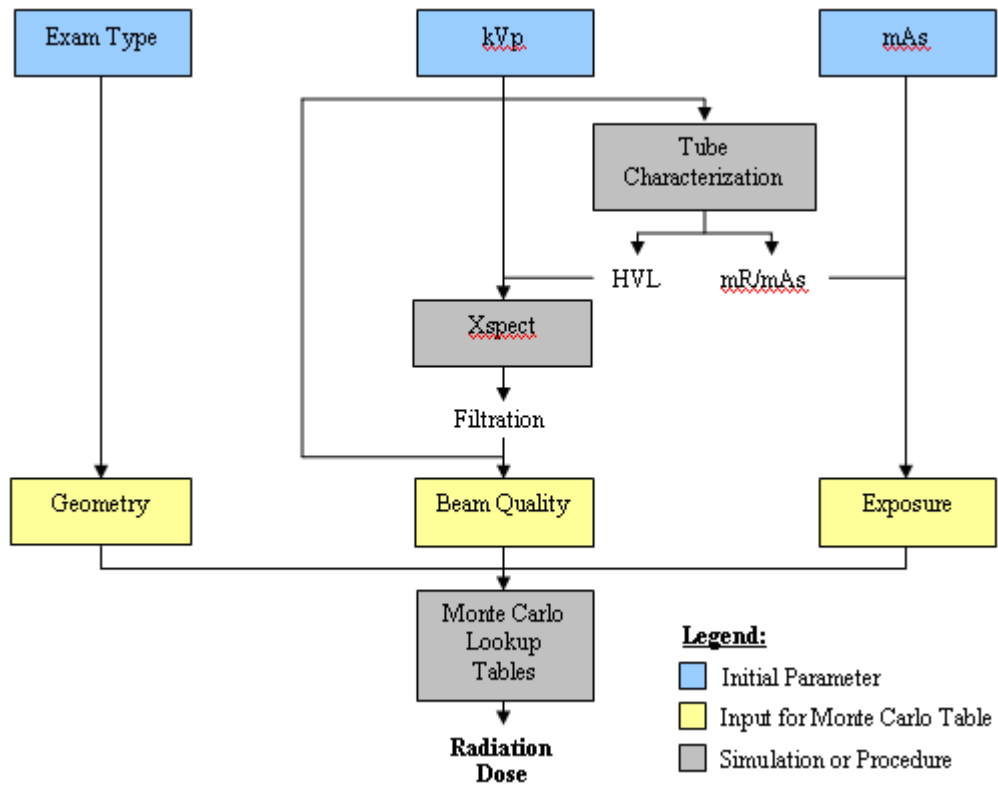 Exam Type
kVp
mAs
Tube
Characterization
HVL
mR/mAs
Xspect
Filtration
Geometry
Beam Quality
Exposure
Monte Carlo
Lookup
Tables
Radiation
Dose
Legend:
Initial Parameter
Input for Monte Carlo Table
Simulation or Procedure